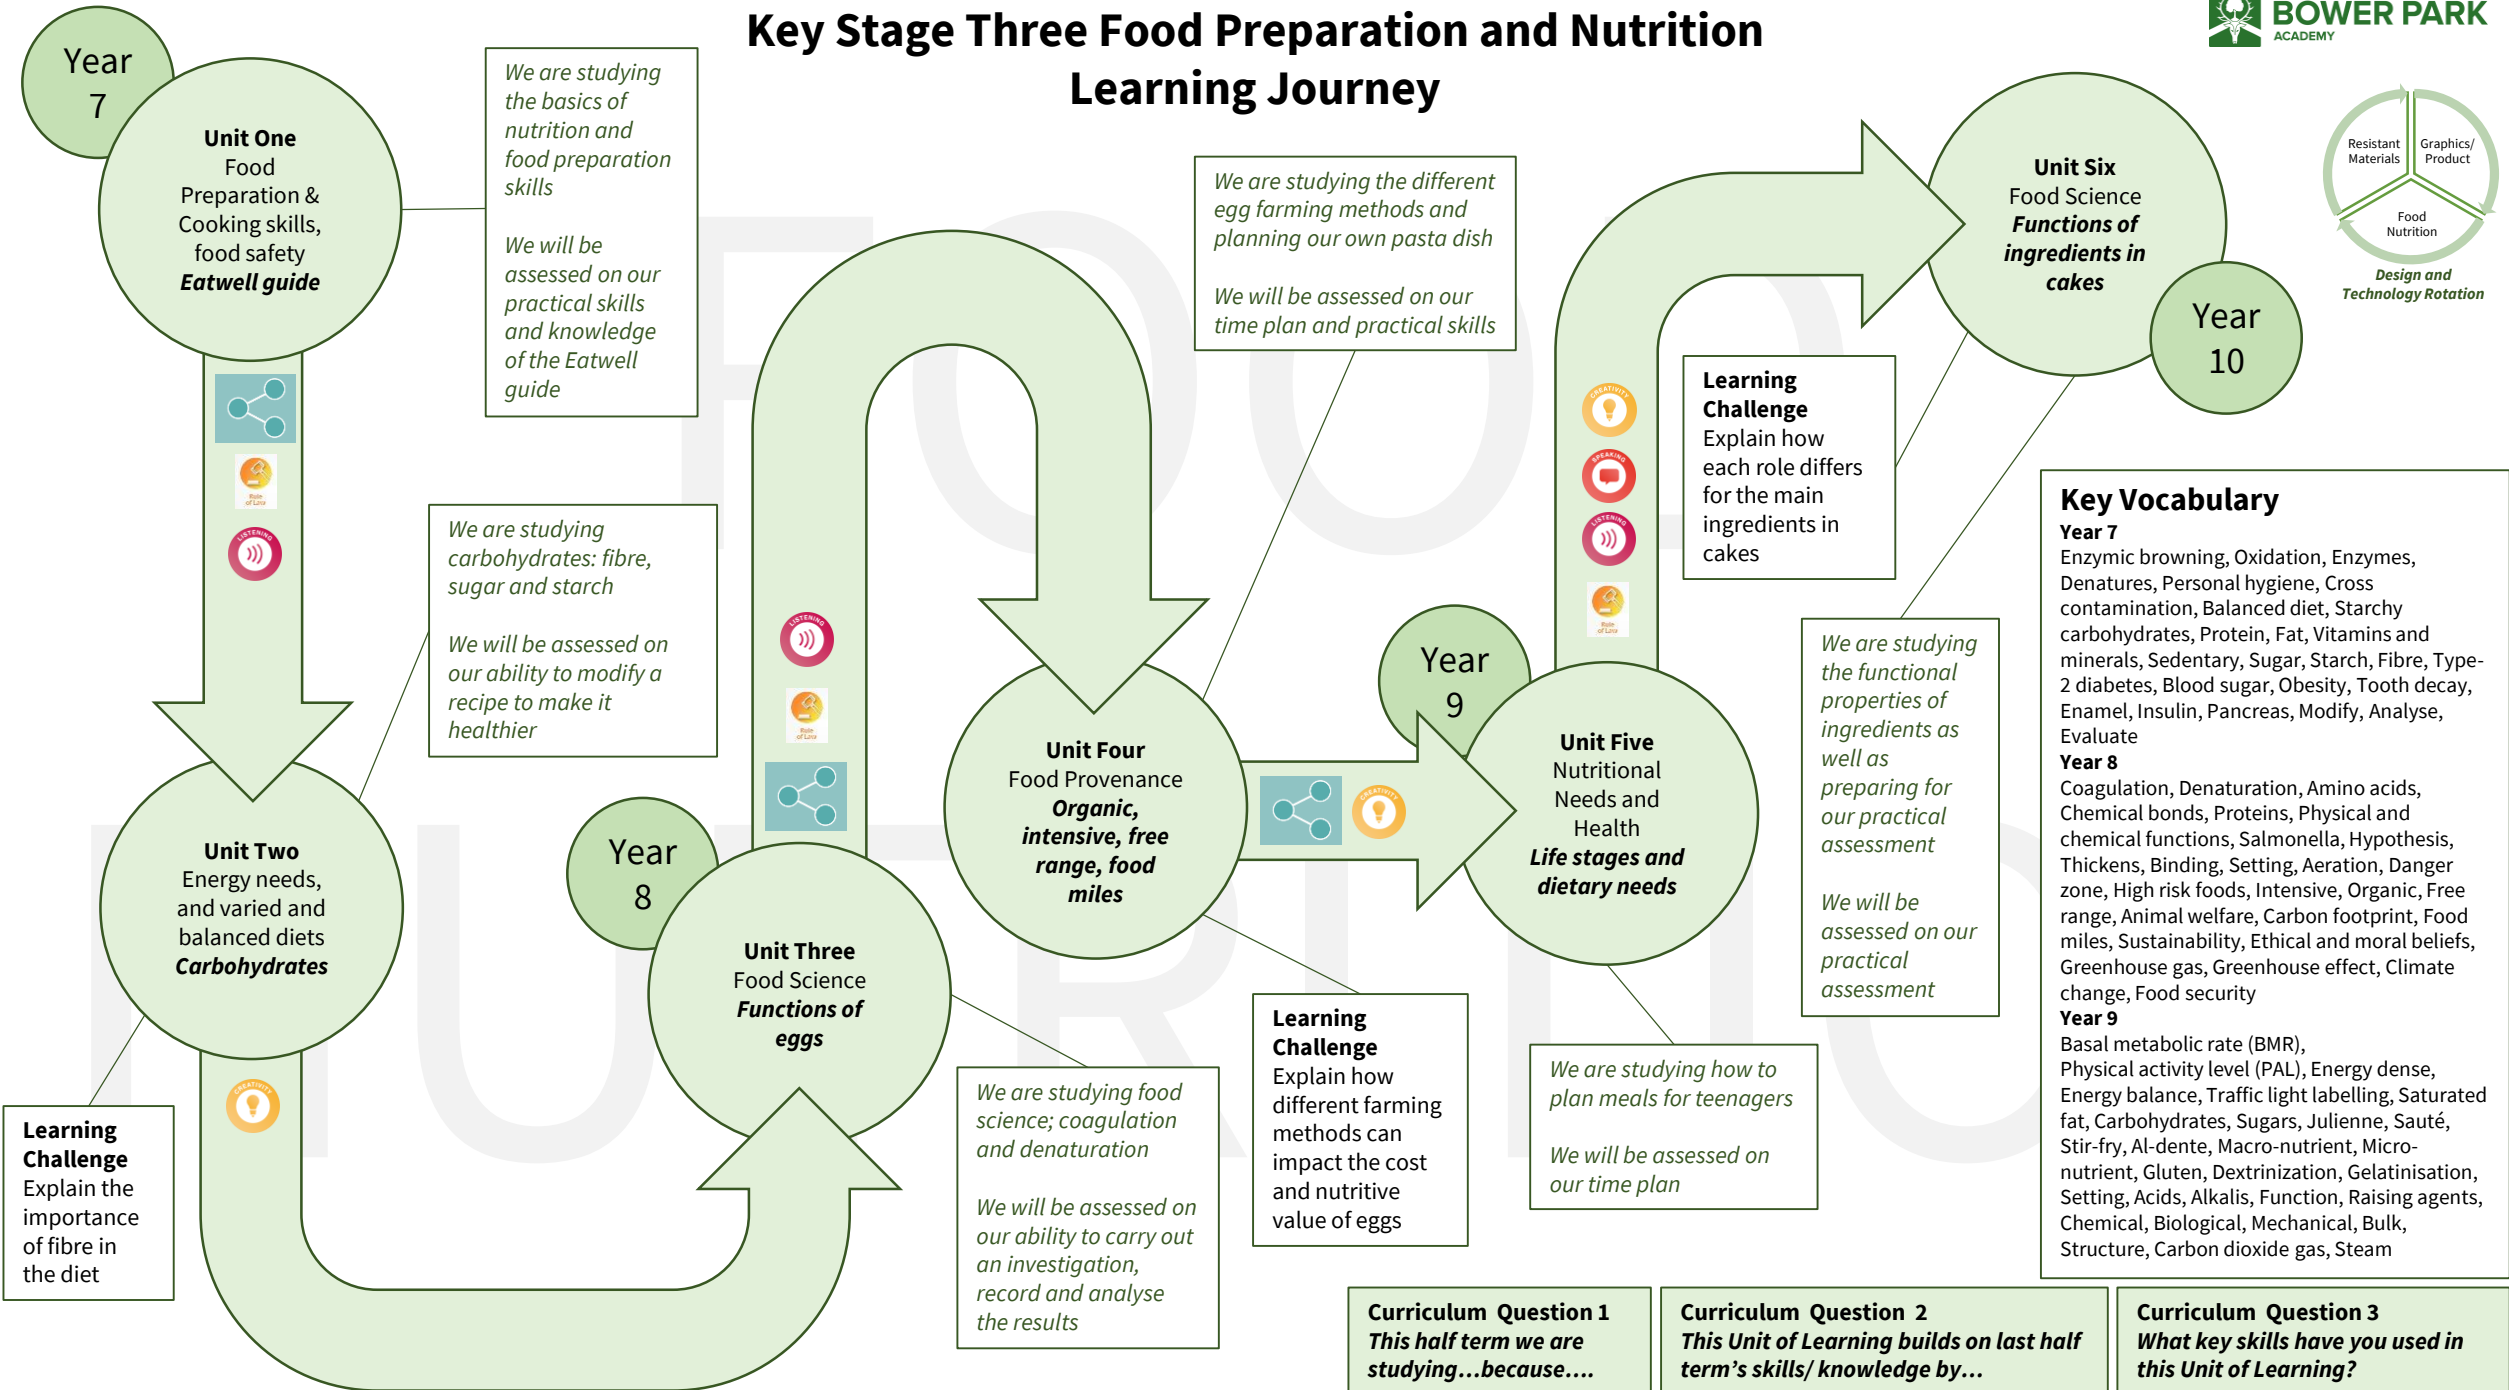 Key Stage Three Food Preparation and Nutrition
Learning Journey
BOWER PARK
ACADEMY
Year
7
Unit One
Food
Preparation &
Cooking skills,
food safety
Eatwell guide
We are studying
the basics of
nutrition and
food preparation
skills
We will be
assessed on our
practical skills
and knowledge
of the Eatwell
guide
Rule
of Law
LISTENING
We are studying
carbohydrates: fibre,
sugar and starch
We will be assessed on
our ability to modify a
recipe to make it
healthier
Unit Two
Energy needs,
and varied and
balanced diets
Carbohydrates
Learning
Challenge
Explain the
importance
of fibre in
the diet
CREATIVITY
Year
8
Unit Three
Food Science
Functions of
eggs
We are studying food
science; coagulation
and denaturation
We will be assessed on
our ability to carry out
an investigation,
record and analyse
the results
LISTENING
Rule
of Law
We are studying the different
egg farming methods and
planning our own pasta dish
We will be assessed on our
time plan and practical skills
Unit Four
Food Provenance
Organic,
intensive, free
range, food
miles
Learning
Challenge
Explain how
different farming
methods can
impact the cost
and nutritive
value of eggs
CREATIVITY
Year
9
Unit Five
Nutritional
Needs and
Health
Life stages and
dietary needs
We are studying how to
plan meals for teenagers
We will be assessed on
our time plan
CREATIVITY
SPEAKING
LISTENING
Rule
of Law
Learning
Challenge
Explain how
each role differs
for the main
ingredients in
cakes
Unit Six
Food Science
Functions of
ingredients in
cakes
Year
10
We are studying
the functional
properties of
ingredients as
well as
preparing for
our practical
assessment
We will be
assessed on our
practical
assessment
Resistant
Materials
Graphics/
Product
Food
Nutrition
Design and
Technology Rotation
Key Vocabulary
Year 7
Enzymic browning, Oxidation, Enzymes,
Denatures, Personal hygiene, Cross
contamination, Balanced diet, Starchy
carbohydrates, Protein, Fat, Vitamins and
minerals, Sedentary, Sugar, Starch, Fibre, Type-
2 diabetes, Blood sugar, Obesity, Tooth decay,
Enamel, Insulin, Pancreas, Modify, Analyse,
Evaluate
Year 8
Coagulation, Denaturation, Amino acids,
Chemical bonds, Proteins, Physical and
chemical functions, Salmonella, Hypothesis,
Thickens, Binding, Setting, Aeration, Danger
zone, High risk foods, Intensive, Organic, Free
range, Animal welfare, Carbon footprint, Food
miles, Sustainability, Ethical and moral beliefs,
Greenhouse gas, Greenhouse effect, Climate
change, Food security
Year 9
Basal metabolic rate (BMR),
Physical activity level (PAL), Energy dense,
Energy balance, Traffic light labelling, Saturated
fat, Carbohydrates, Sugars, Julienne, Sauté,
Stir-fry, Al-dente, Macro-nutrient, Micro-
nutrient, Gluten, Dextrinization, Gelatinisation,
Setting, Acids, Alkalis, Function, Raising agents,
Chemical, Biological, Mechanical, Bulk,
Structure, Carbon dioxide gas, Steam
Curriculum Question 1
This half term we are
studying...because....
Curriculum Question 2
This Unit of Learning builds on last half
term's skills/ knowledge by...
Curriculum Question 3
What key skills have you used in
this Unit of Learning?